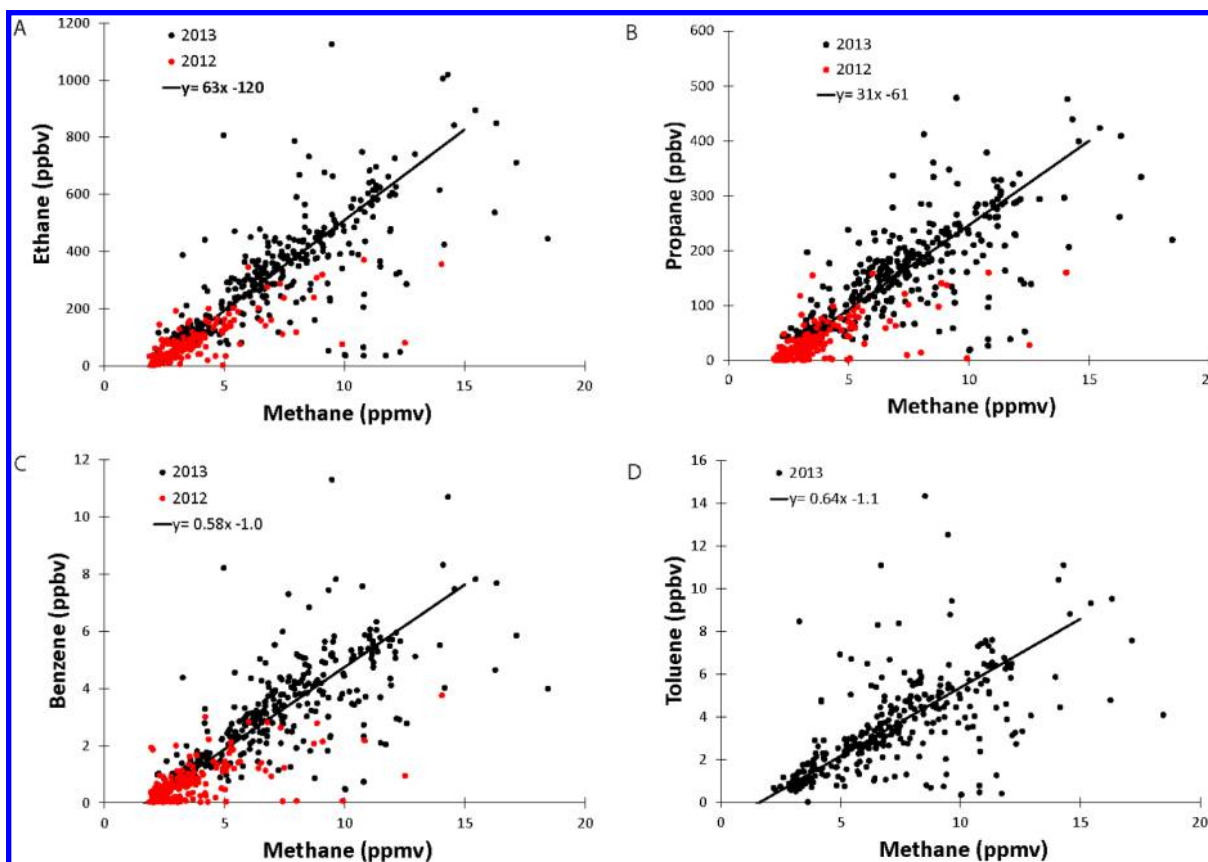 A
1200
1000
800
600
400
200
0
0 5 10 15 20
Ethane (ppbv)
Methane (ppmv)
2013
2012
y= 63x -120
B
600
500
400
300
200
100
0
0 5 10 15 20
Propane (ppbv)
Methane (ppmv)
2013
2012
y= 31x -61
C
12
10
8
6
4
2
0
0 5 10 15 20
Benzene (ppbv)
Methane (ppmv)
2013
2012
y= 0.58x -1.0
D
16
14
12
10
8
6
4
2
0
0 5 10 15 20
Toluene (ppbv)
Methane (ppmv)
2013
y= 0.64x -1.1